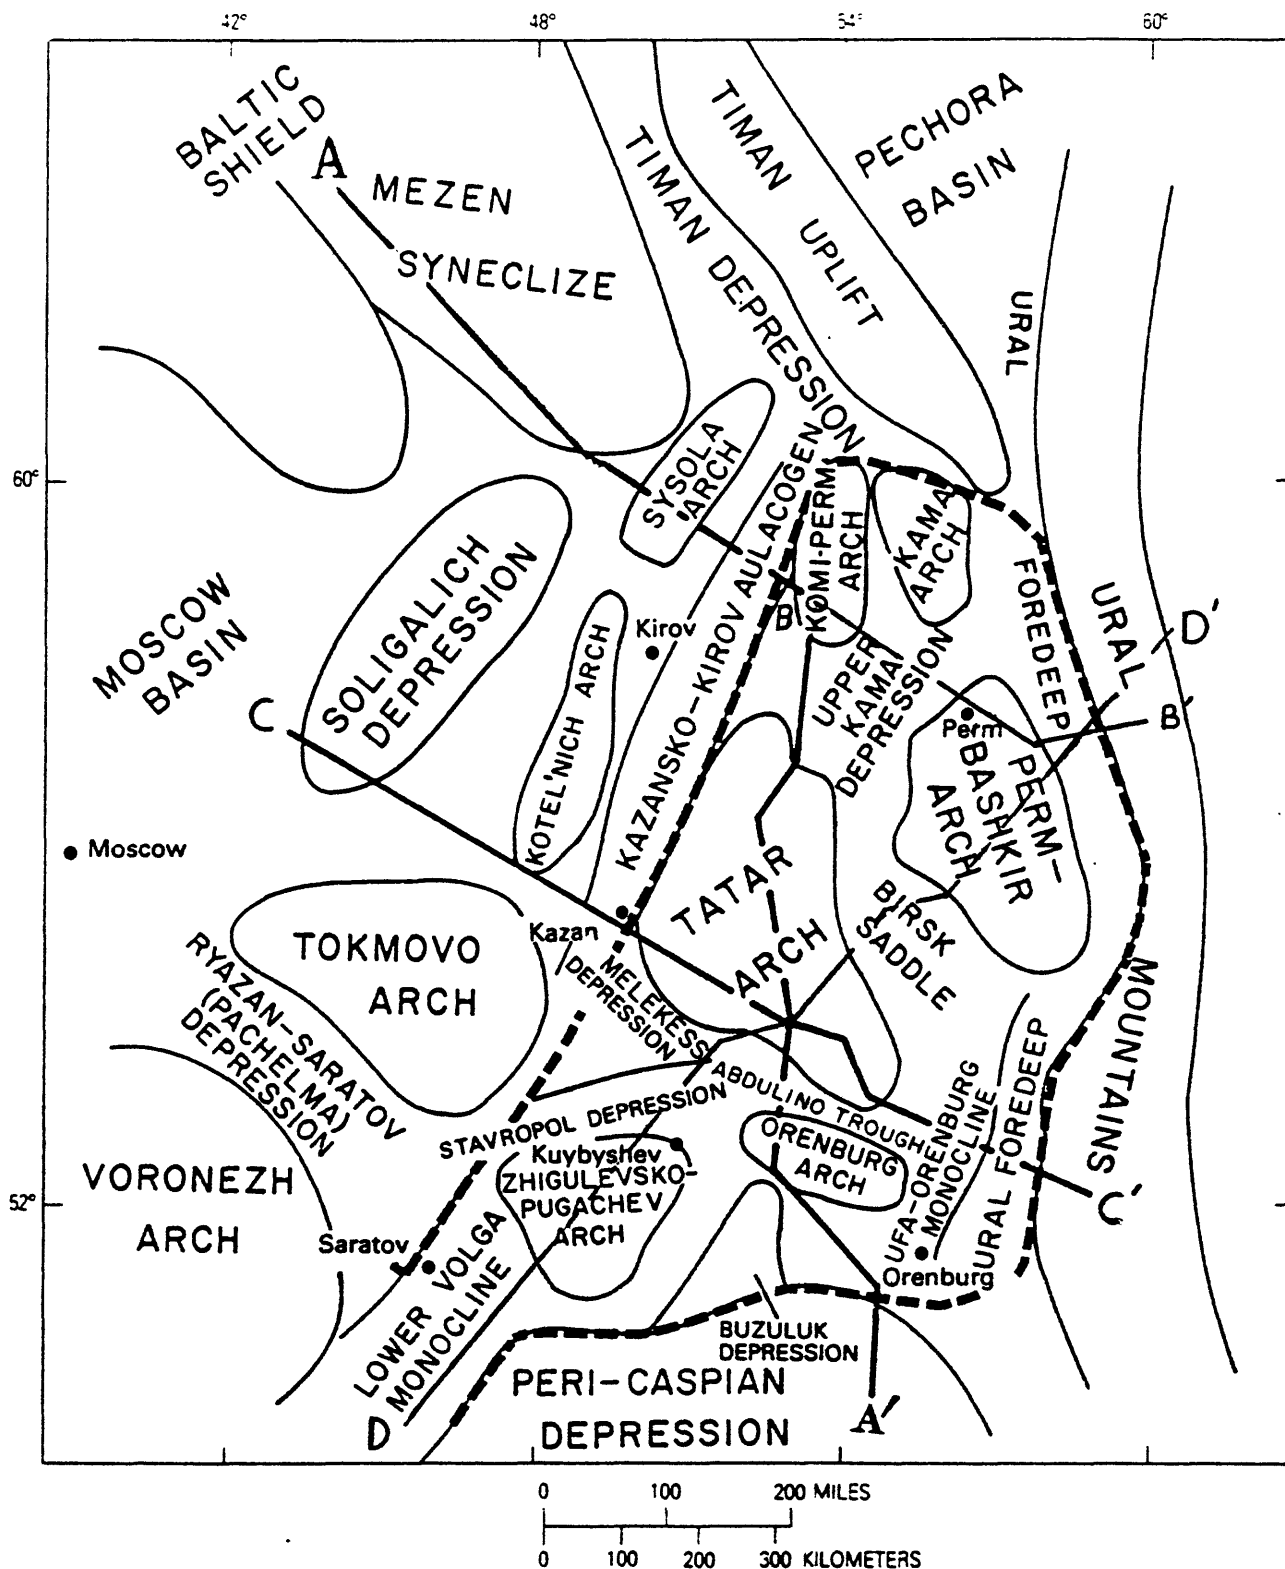 42° 48° 54° 60°
BALTIC
SHIELD
A
MEZEN
SYNECLIZE
TIMAN DEPRESSION
TIMAN UPLIFT
PECHORA
BASIN
URAL
FOREDEEP
60°
SYSOLA
ARCH
KAZANSKO-KIROV AULACOGEN
KOMI-PERM
ARCH
KAMA
ARCH
SOLIGALICH
DEPRESSION
MOSCOW
BASIN
Kirov
B
URAL
MOUNTAINS
D'
B'
C
KOTEL'NICH ARCH
UPPER
KAMA
DEPRESSION
Perm
PERM-
BASHKIR
ARCH
Moscow
TATAR
ARCH
BIRSK
SADDLE
TOKMOVO
ARCH
Kazan
MELEKESS
DEPRESSION
RYAZAN-SARATOV
(PACHELMA)
DEPRESSION
STAVROPOL DEPRESSION
ABDULINO TROUGH
ORENBURG
ARCH
UFA-ORENBURG
MONOCLINE
URAL FOREDEEP
VORONEZH
ARCH
52°
Kuybyshev
ZHIGULEVSKO-
PUGACHEV
ARCH
C'
Saratov
LOWER VOLGA
MONOCLINE
Orenburg
BUZULUK
DEPRESSION
PERI-CASPIAN
DEPRESSION
D
A'
0 100 200 MILES
0 100 200 300 KILOMETERS